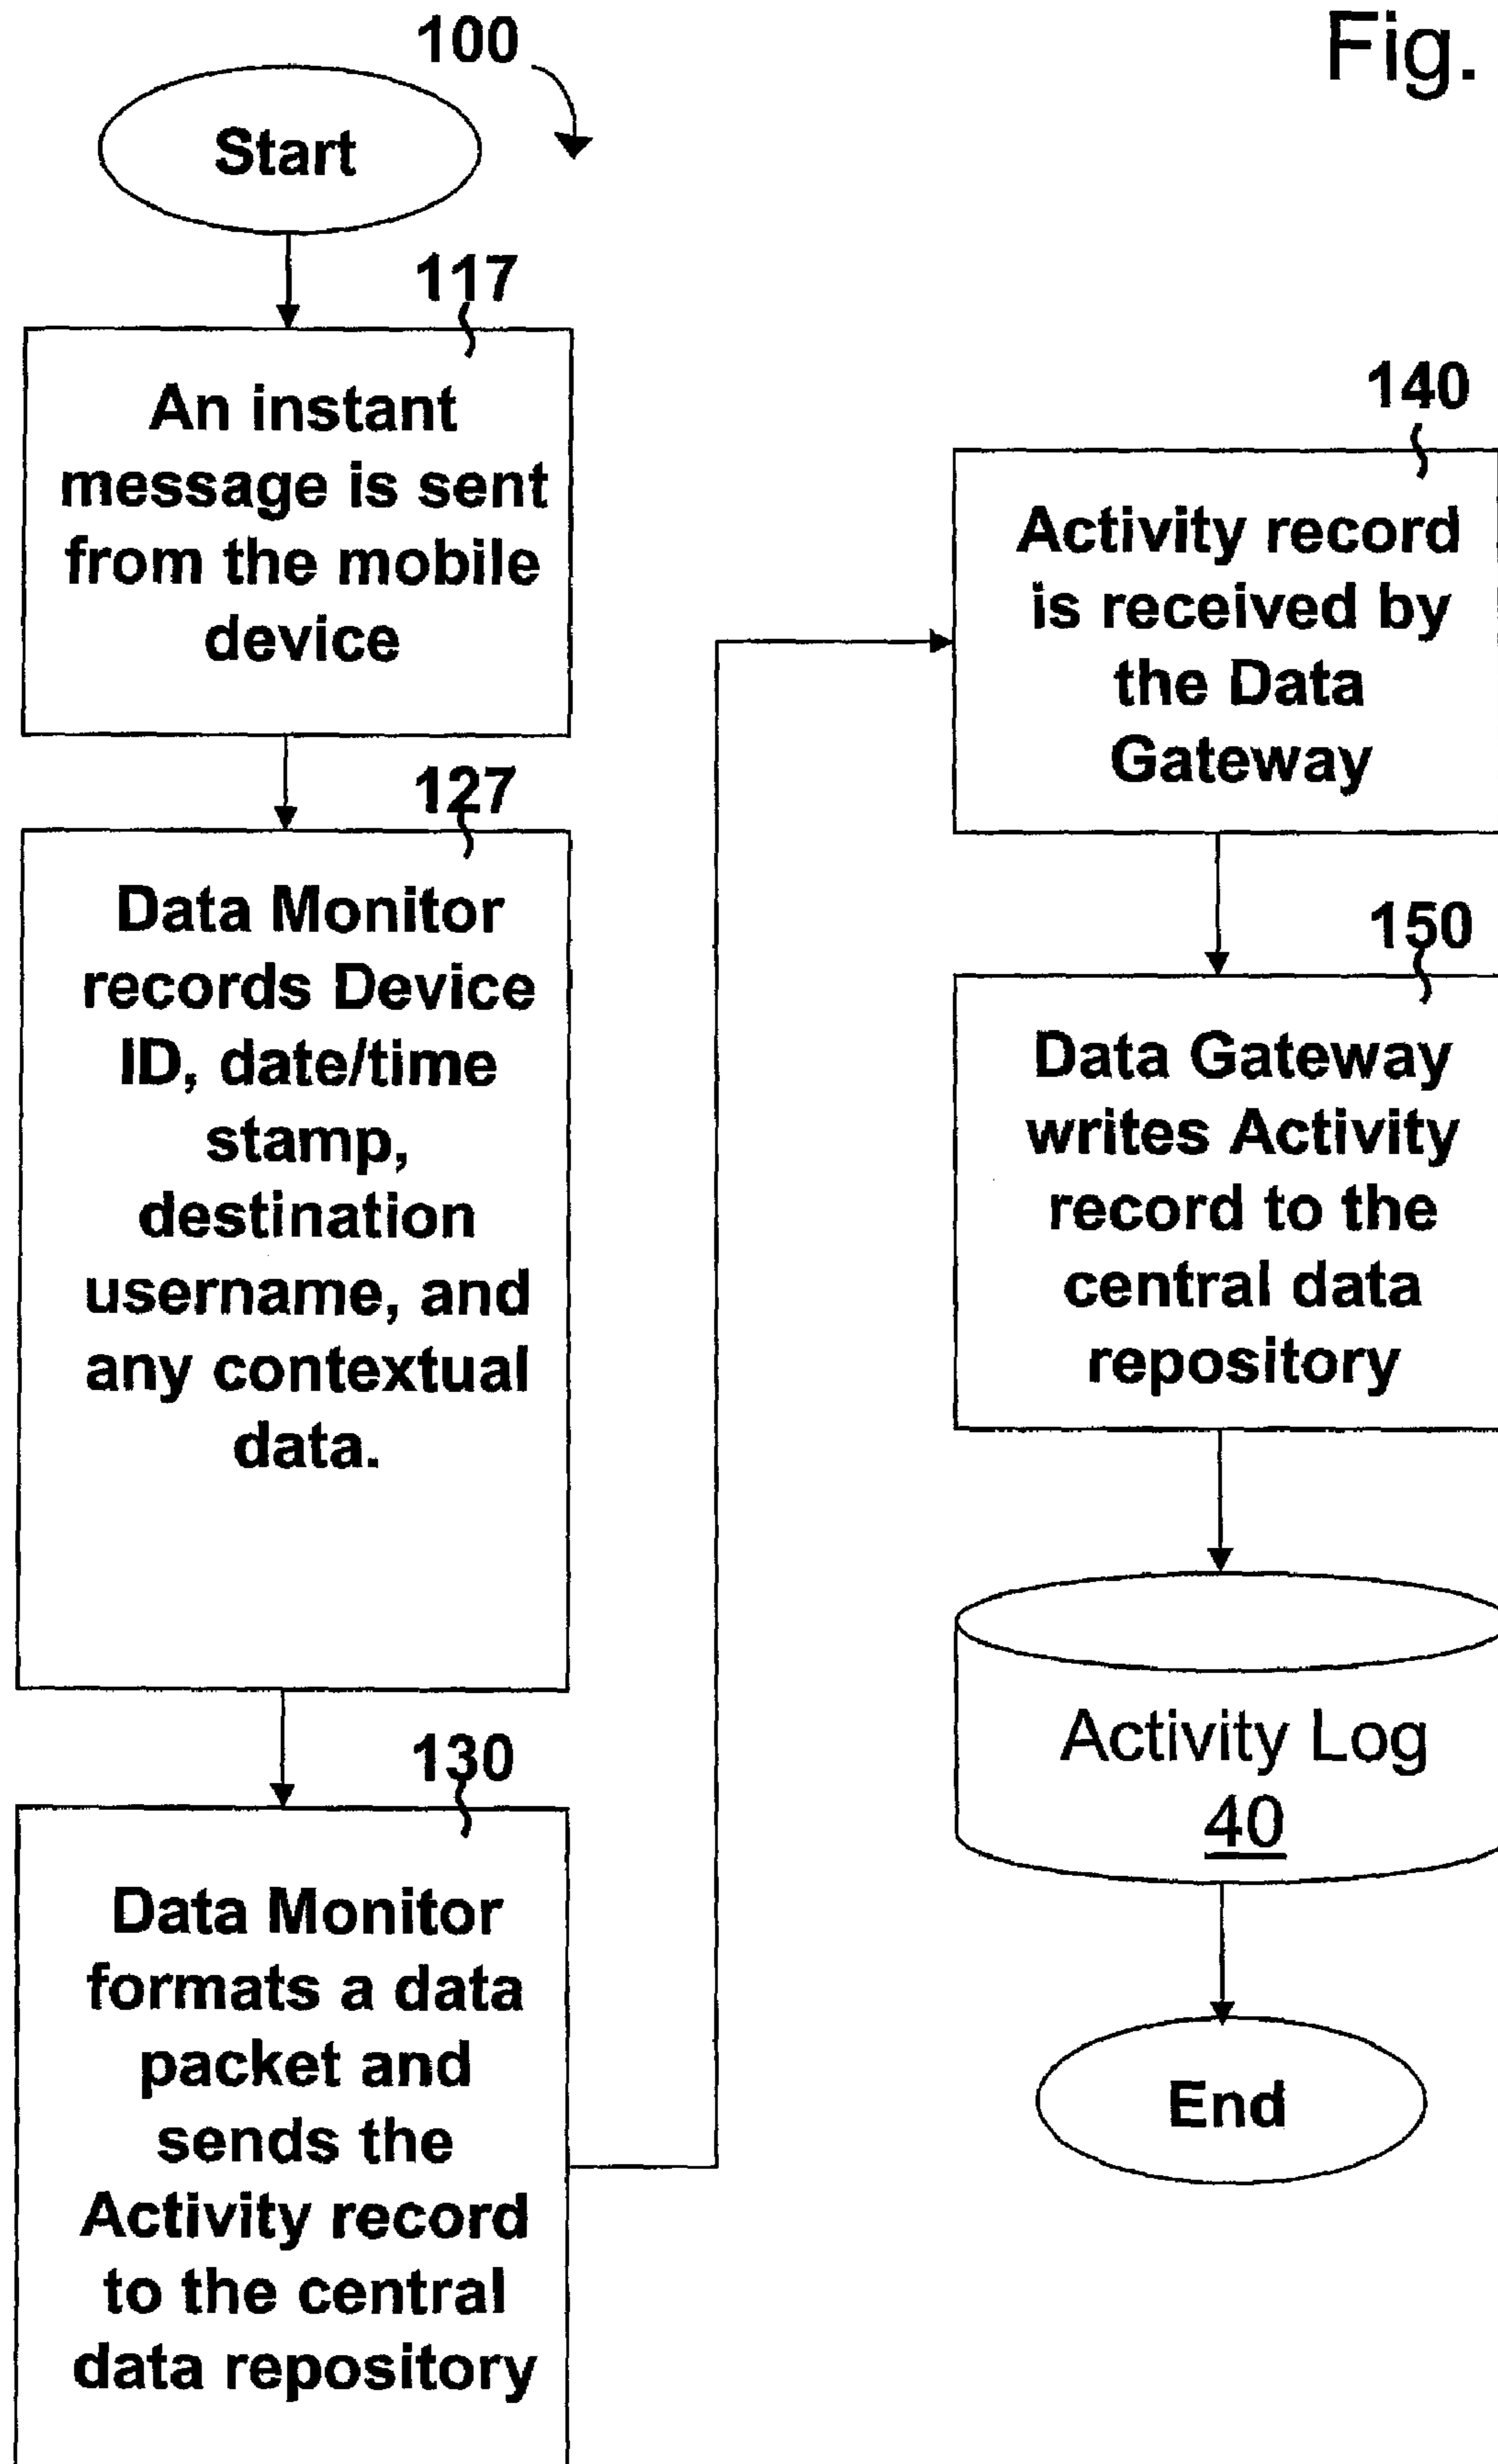 100
Fig.
Start
117
An instant
message is sent
from the mobile
device
127
Data Monitor
records Device
ID, date/time
stamp,
destination
username, and
any contextual
data.
130
Data Monitor
formats a data
packet and
sends the
Activity record
to the central
data repository
140
Activity record
is received by
the Data
Gateway
150
Data Gateway
writes Activity
record to the
central data
repository
Activity Log
40
End